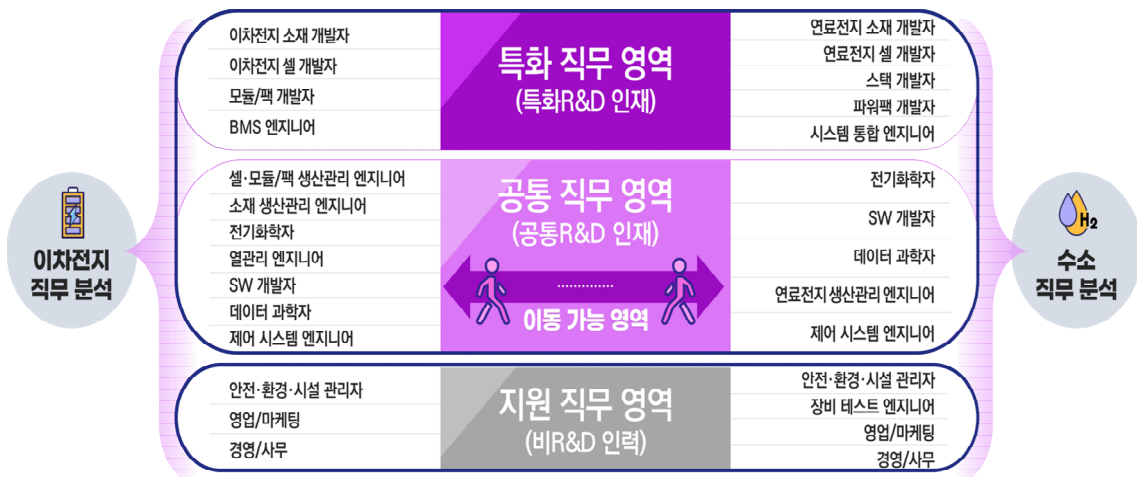 이차전지
직무 분석
이차전지 소재 개발자
이차전지 셀 개발자
모듈/팩 개발자
BMS 엔지니어
특화 직무 영역
(특화R&D 인재)
연료전지 소재 개발자
연료전지 셀 개발자
스택 개발자
파워팩 개발자
시스템 통합 엔지니어
셀·모듈/팩 생산관리 엔지니어
소재 생산관리 엔지니어
전기화학자
열관리 엔지니어
SW 개발자
데이터 과학자
제어 시스템 엔지니어
공통 직무 영역
(공통R&D 인재)
이동 가능 영역
전기화학자
SW 개발자
데이터 과학자
연료전지 생산관리 엔지니어
제어 시스템 엔지니어
안전·환경·시설 관리자
영업/마케팅
경영/사무
지원 직무 영역
(비R&D 인력)
안전·환경·시설 관리자
장비 테스트 엔지니어
영업/마케팅
경영/사무
H2
수소
직무 분석